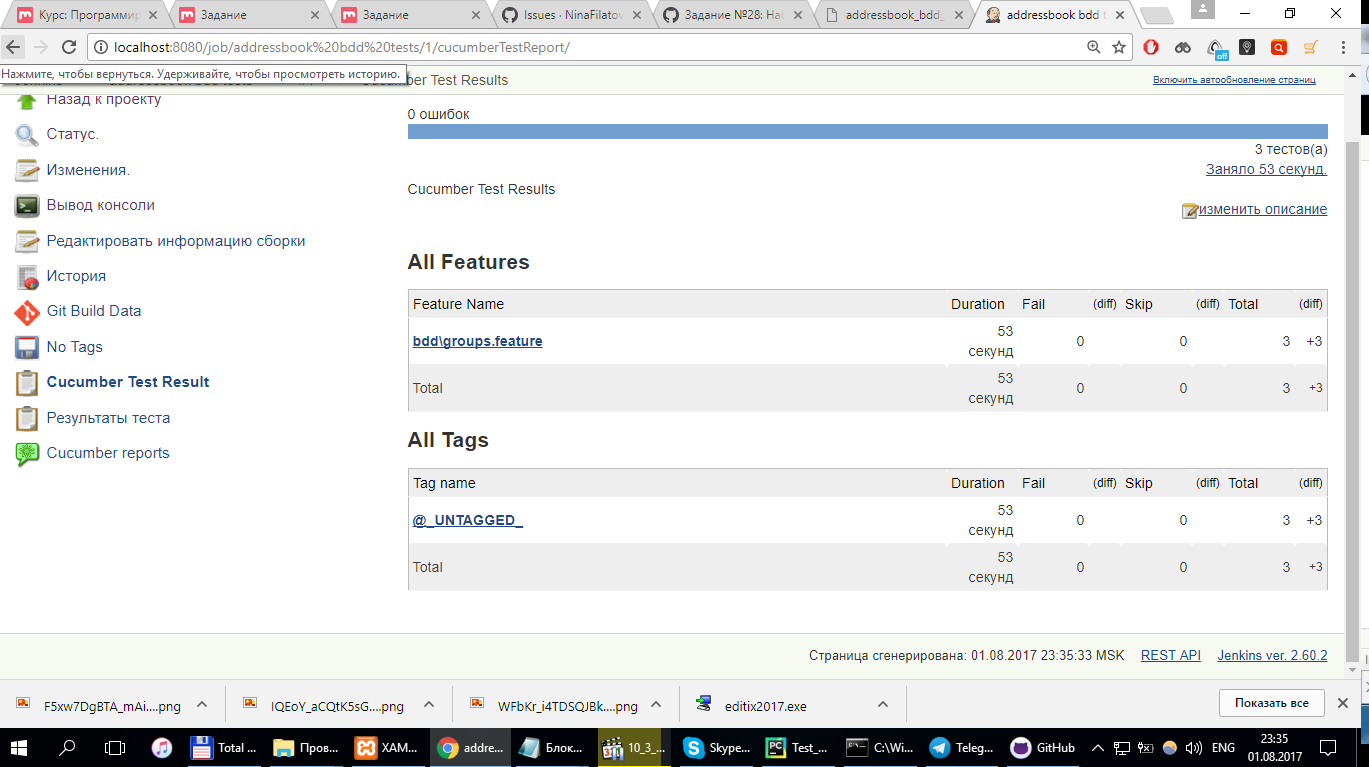 Курс: Программир
Задание
Задание
Issues · NinaFilatov
Задание №28: Нас
addressbook_bdd_
addressbook bdd t
localhost:8080/job/addressbook%20bdd%20tests/1/cucumberTestReport/
off
Нажмите, чтобы вернуться. Удерживайте, чтобы просмотреть историю.
er Test Results
Включить автообновление страниц
Назад к проекту
Статус.
Изменения.
Вывод консоли
Редактировать информацию сборки
История
Git Build Data
No Tags
Cucumber Test Result
Результаты теста
Cucumber reports
0 ошибок
3 тестов(а)
Заняло 53 секунд.
Cucumber Test Results
изменить описание
All Features
Feature Name Duration Fail (diff) Skip (diff) Total (diff)
bdd\groups.feature 53 секунд 0 0 3 +3
Total 53 секунд 0 0 3 +3
All Tags
Tag name Duration Fail (diff) Skip (diff) Total (diff)
@_UNTAGGED_ 53 секунд 0 0 3 +3
Total 53 секунд 0 0 3 +3
Страница сгенерирована: 01.08.2017 23:35:33 MSK REST API Jenkins ver. 2.60.2
F5xw7DgBTA_mAi....png
IQEoY_aCQtK5sG....png
WFbKr_i4TDSQJBk....png
editix2017.exe
Показать все
Total ...
Пров...
XAM...
addre...
Блок...
10_3_...
Skype...
Test_...
C:\Wi...
Teleg...
GitHub
ENG
23:35
01.08.2017